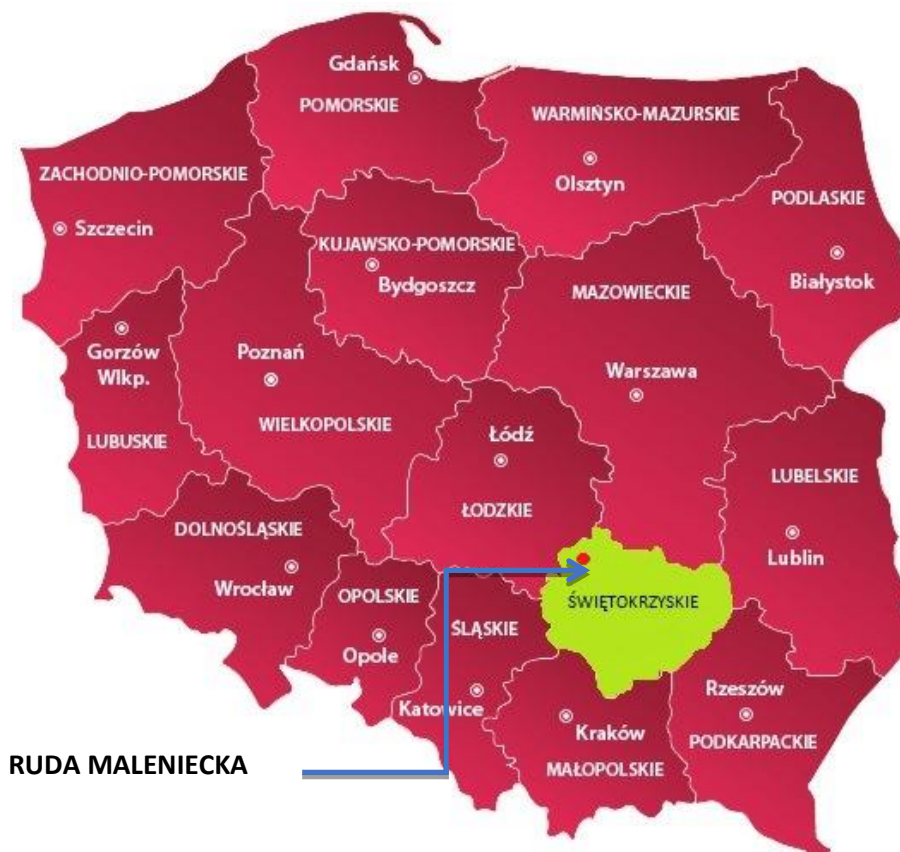 Gdańsk
POMORSKIE
WARMIŃSKO-MAZURSKIE
Olsztyn
ZACHODNIO-POMORSKIE
Szczecin
PODLASKIE
Białystok
KUJAWSKO-POMORSKIE
Bydgoszcz
MAZOWIECKIE
Warszawa
Gorzów
Wlkp.
LUBUSKIE
Poznań
WIELKOPOLSKIE
Łódź
ŁODZKIE
LUBELSKIE
Lublin
DOLNOŚLĄSKIE
Wrocław
OPOLSKIE
Opole
ŚLĄSKIE
Katowice
ŚWIĘTOKRZYSKIE
Kraków
MAŁOPOLSKIE
Rzeszów
PODKARPACKIE
RUDA MALENIECKA